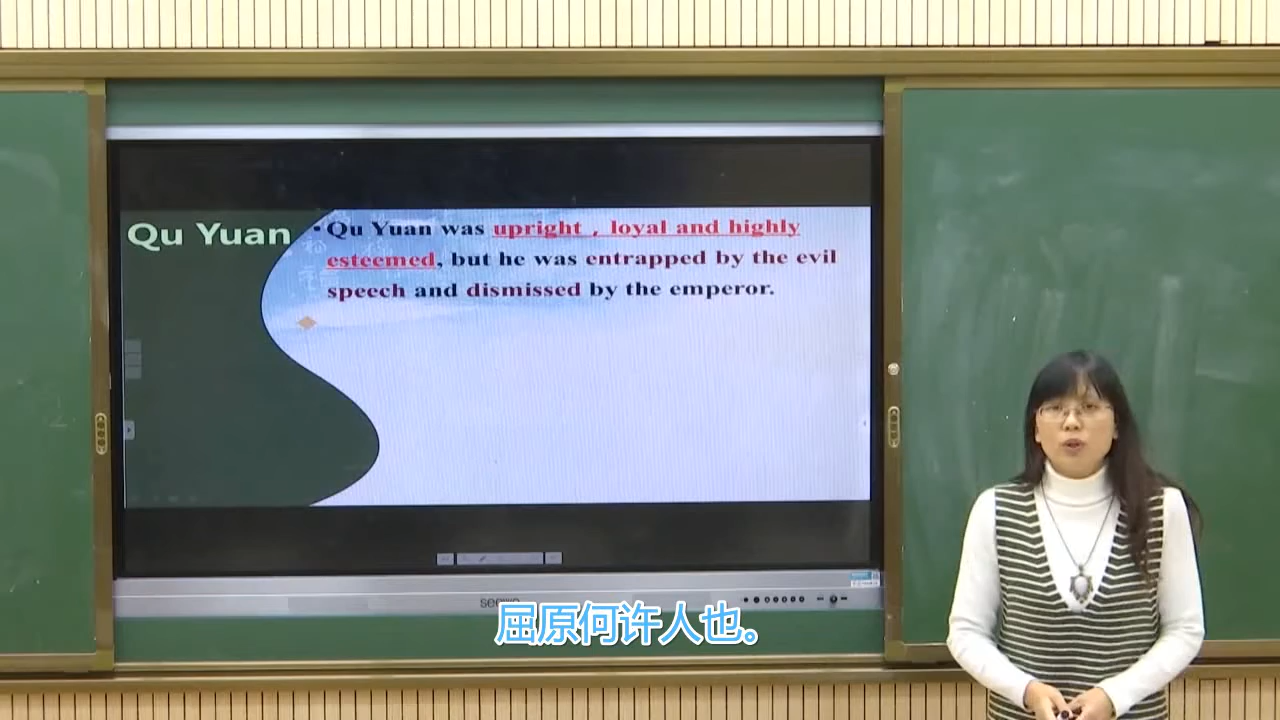 Qu Yuan
• Qu Yuan was upright , loyal and highly
esteemed, but he was entrapped by the evil
speech and dismissed by the emperor.
seewo
屈原何许人也。